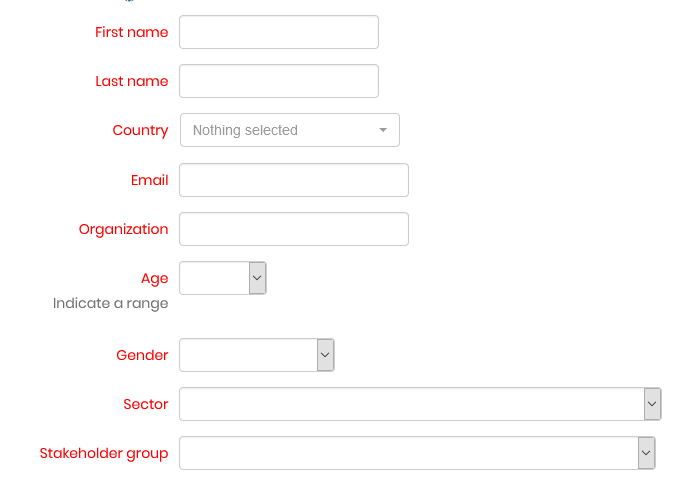 First name
Last name
Country Nothing selected
Email
Organization
Age
Indicate a range
Gender
Sector
Stakeholder group